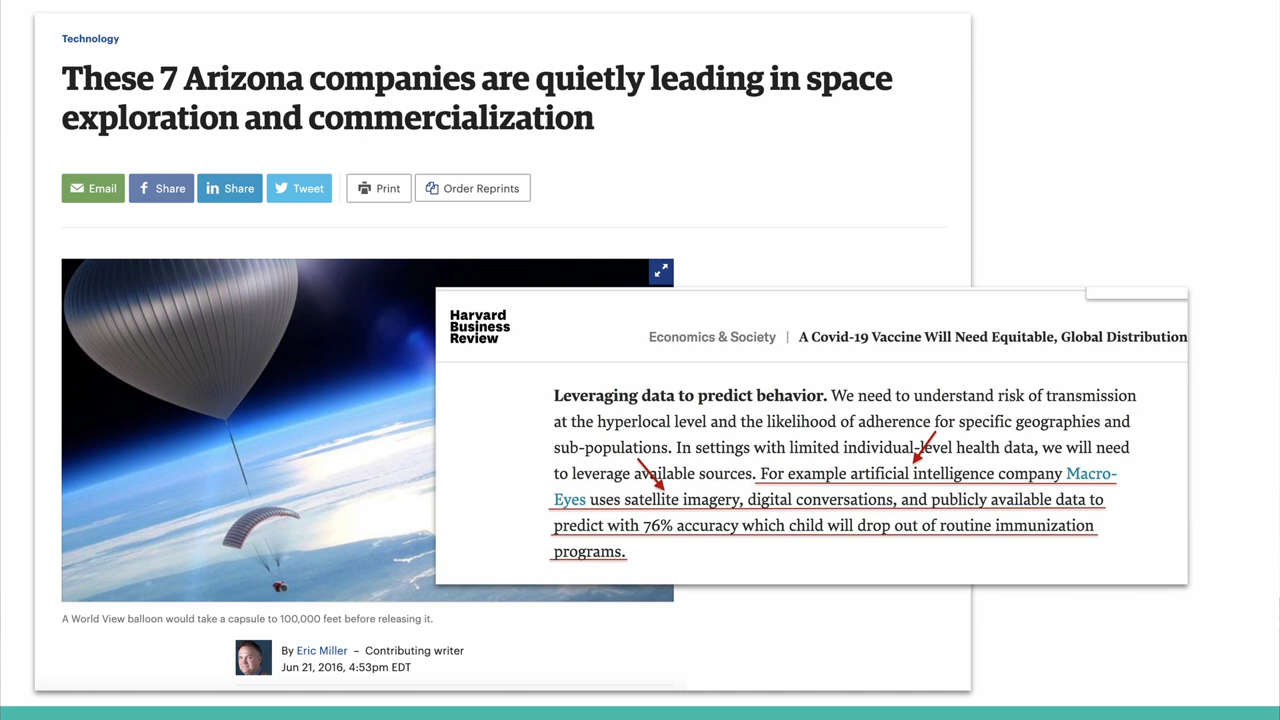 Technology
These 7 Arizona companies are quietly leading in space
exploration and commercialization
Email
Share
Share
Tweet
Print
Order Reprints
Harvard
Business
Review
Economics & Society | A Covid-19 Vaccine Will Need Equitable, Global Distribution
Leveraging data to predict behavior. We need to understand risk of transmission
at the hyperlocal level and the likelihood of adherence for specific geographies and
sub-populations. In settings with limited individual-level health data, we will need
to leverage available sources. For example artificial intelligence company Macro-
Eyes uses satellite imagery, digital conversations, and publicly available data to
predict with 76% accuracy which child will drop out of routine immunization
programs.
A World View balloon would take a capsule to 100,000 feet before releasing it.
By Eric Miller – Contributing writer
Jun 21, 2016, 4:53pm EDT